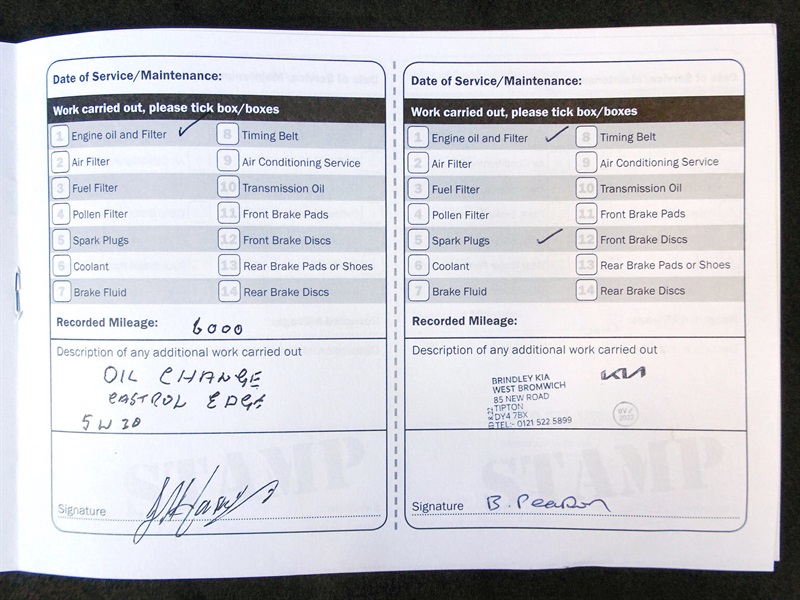 Date of Service/Maintenance:
Work carried out, please tick box/boxes
1 Engine oil and Filter ✓ 8 Timing Belt
2 Air Filter 9 Air Conditioning Service
3 Fuel Filter 10 Transmission Oil
4 Pollen Filter 11 Front Brake Pads
5 Spark Plugs 12 Front Brake Discs
6 Coolant 13 Rear Brake Pads or Shoes
7 Brake Fluid 14 Rear Brake Discs
Recorded Mileage: 6000
Description of any additional work carried out
OIL CHANGE
CASTROL EDGE
5W30
STAMP
Signature
Date of Service/Maintenance:
Work carried out, please tick box/boxes
1 Engine oil and Filter ✓ 8 Timing Belt
2 Air Filter 9 Air Conditioning Service
3 Fuel Filter 10 Transmission Oil
4 Pollen Filter 11 Front Brake Pads
5 Spark Plugs ✓ 12 Front Brake Discs
6 Coolant 13 Rear Brake Pads or Shoes
7 Brake Fluid 14 Rear Brake Discs
Recorded Mileage:
Description of any additional work carried out
KIA
BRINDLEY KIA
WEST BROMWICH
85 NEW ROAD
TIPTON
DY4 7BX
TEL:- 0121 522 5899
STAMP
Signature B. Pearson